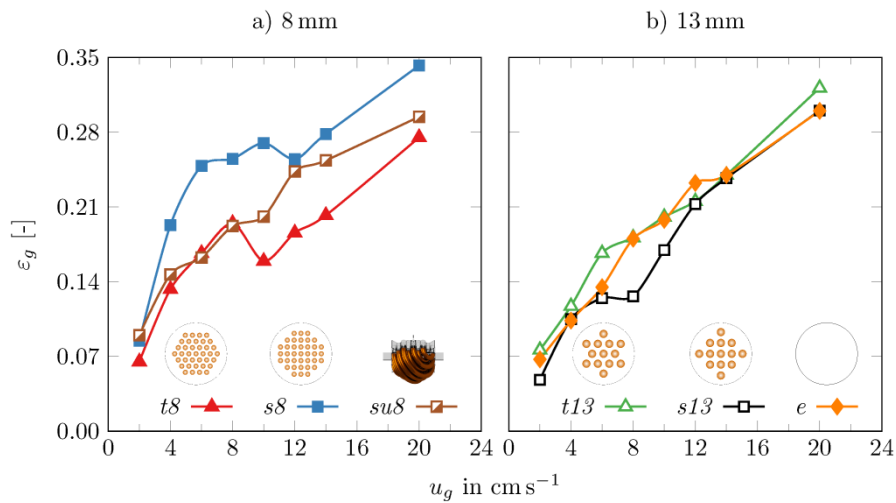 a) 8 mm
b) 13 mm
0.35
0.28
0.21
0.14
0.07
0.00
ε_g [-]
t8 s8 su8
t13 s13 e
0 4 8 12 16 20 24
0 4 8 12 16 20 24
u_g in cm s⁻¹